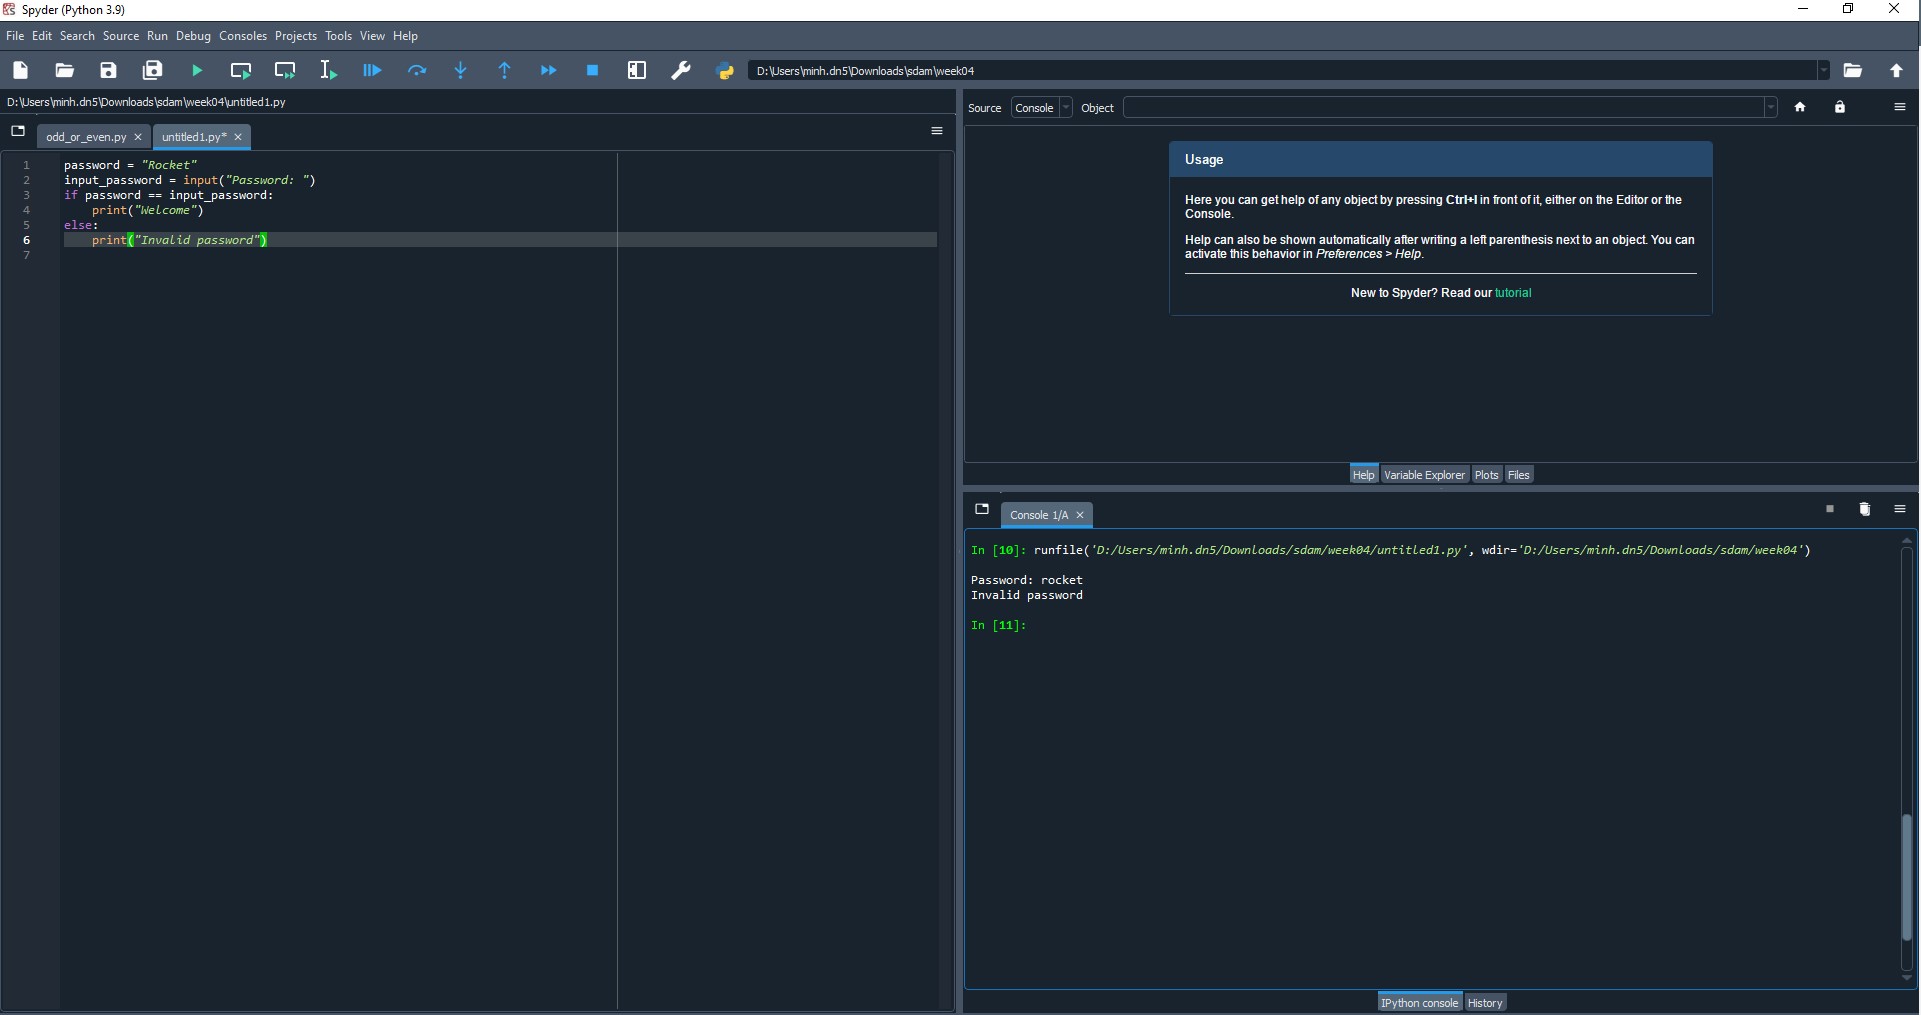 Spyder (Python 3.9)
File Edit Search Source Run Debug Consoles Projects Tools View Help
D:\Users\minh.dn5\Downloads\sdam\week04
D:\Users\minh.dn5\Downloads\sdam\week04\untitled1.py
odd_or_even.py untitled1.py*
1 password = "Rocket"
2 input_password = input("Password: ")
3 if password == input_password:
4     print("Welcome")
5 else:
6     print("Invalid password")
7
Source Console Object
Usage
Here you can get help of any object by pressing Ctrl+I in front of it, either on the Editor or the
Console.
Help can also be shown automatically after writing a left parenthesis next to an object. You can
activate this behavior in Preferences > Help.
New to Spyder? Read our tutorial
Help Variable Explorer Plots Files
Console 1/A
In [10]: runfile('D:/Users/minh.dn5/Downloads/sdam/week04/untitled1.py', wdir='D:/Users/minh.dn5/Downloads/sdam/week04')
Password: rocket
Invalid password
In [11]:
IPython console History